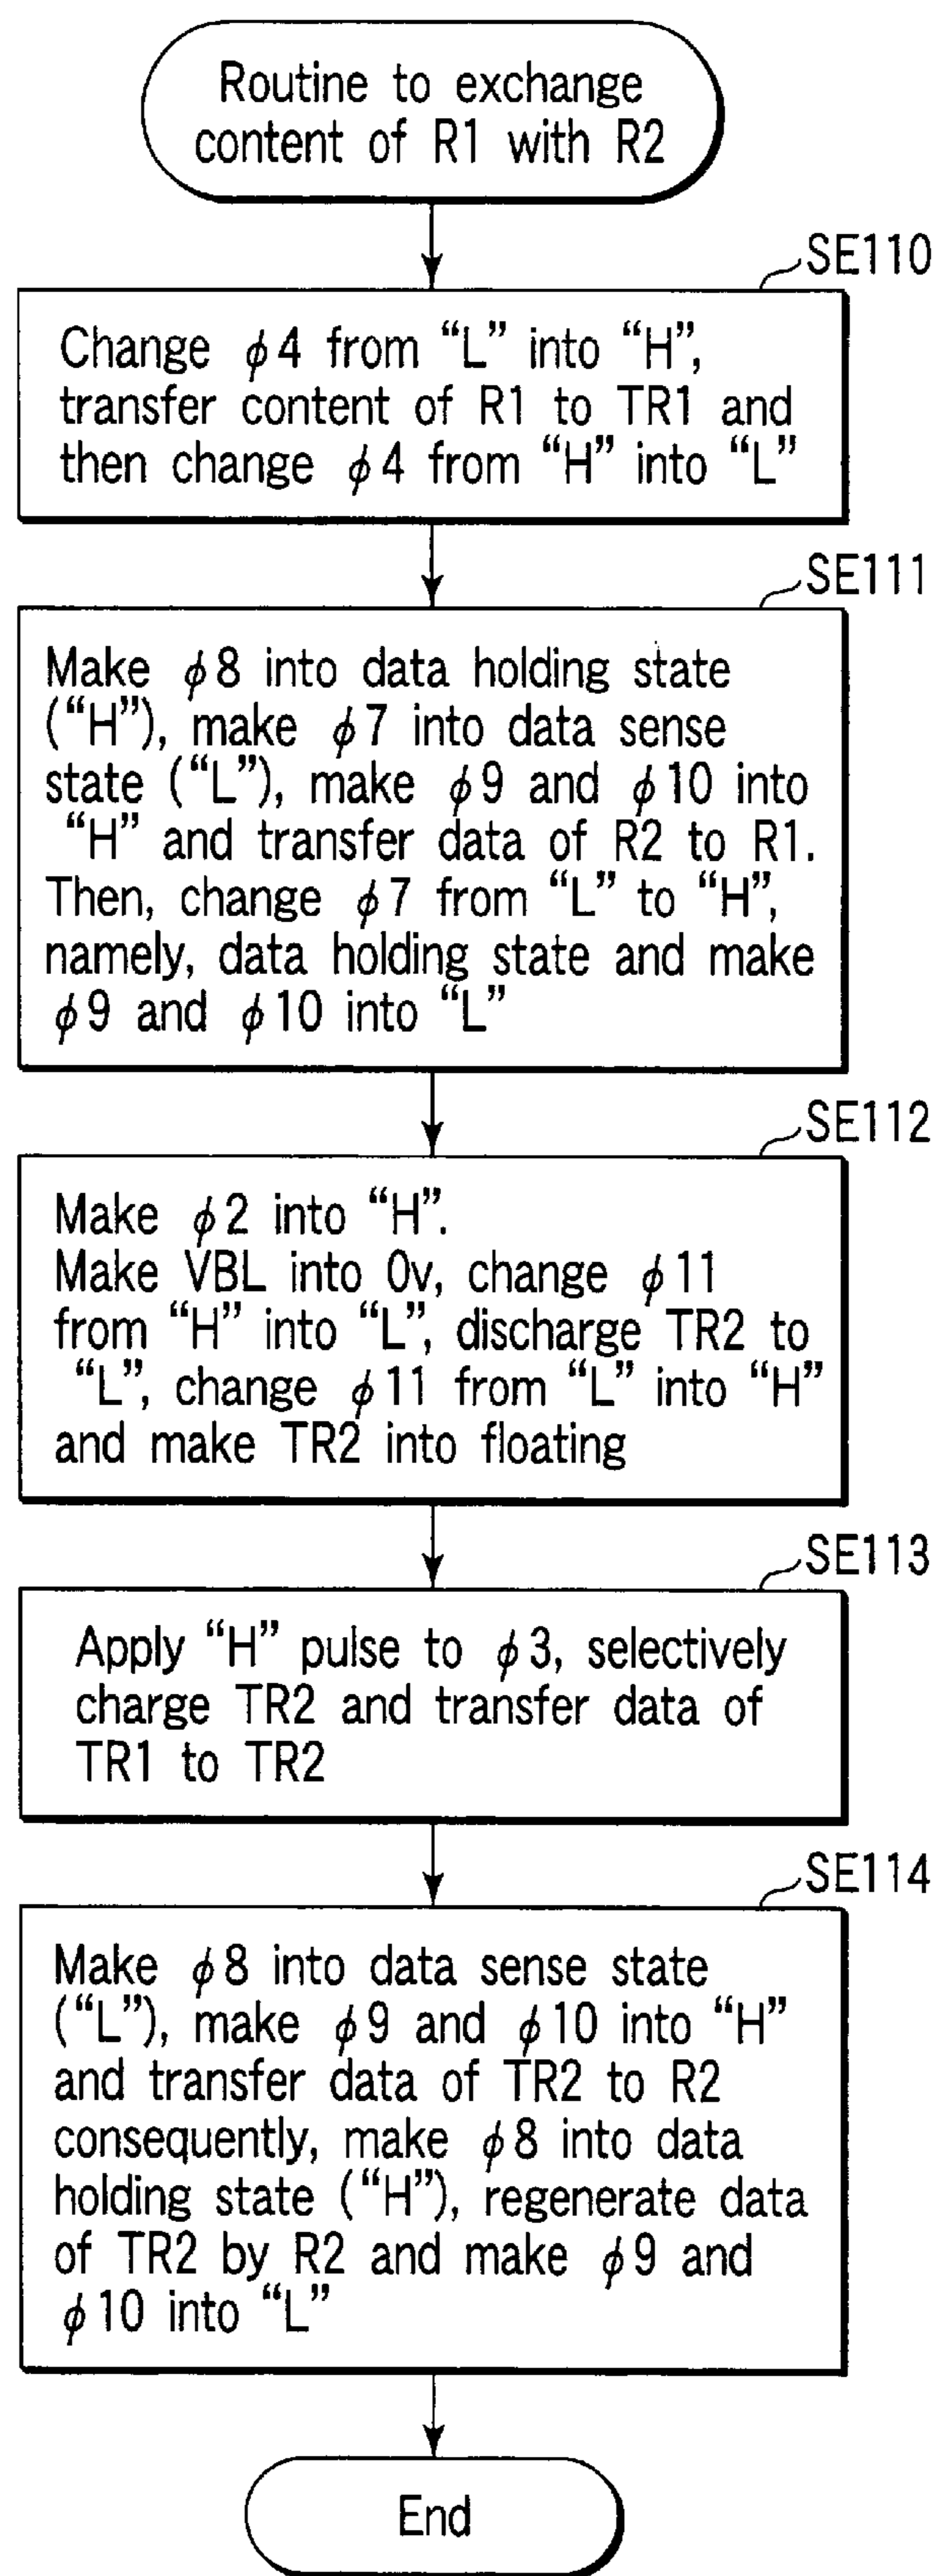 Routine to exchange
content of R1 with R2
SE110
Change ϕ4 from “L” into “H”,
transfer content of R1 to TR1 and
then change ϕ4 from “H” into “L”
SE111
Make ϕ8 into data holding state
(“H”), make ϕ7 into data sense
state (“L”), make ϕ9 and ϕ10 into
“H” and transfer data of R2 to R1.
Then, change ϕ7 from “L” to “H”,
namely, data holding state and make
ϕ9 and ϕ10 into “L”
SE112
Make ϕ2 into “H”.
Make VBL into 0v, change ϕ11
from “H” into “L”, discharge TR2 to
“L”, change ϕ11 from “L” into “H”
and make TR2 into floating
SE113
Apply “H” pulse to ϕ3, selectively
charge TR2 and transfer data of
TR1 to TR2
SE114
Make ϕ8 into data sense state
(“L”), make ϕ9 and ϕ10 into “H”
and transfer data of TR2 to R2
consequently, make ϕ8 into data
holding state (“H”), regenerate data
of TR2 by R2 and make ϕ9 and
ϕ10 into “L”
End